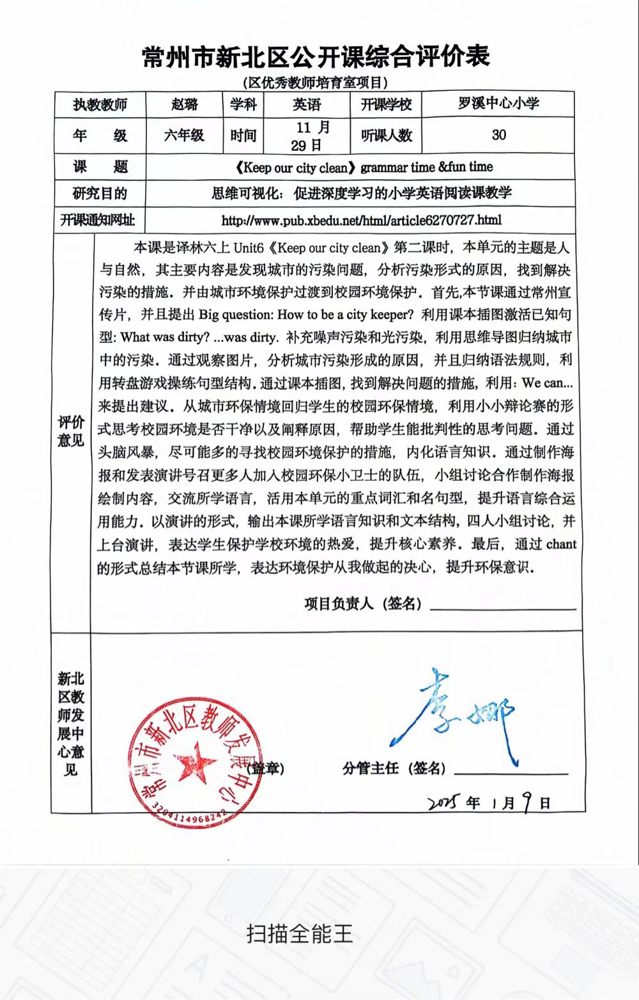 常州市新北区公开课综合评价表
(区优秀教师培育室项目)
执教教师 赵璐 学科 英语 开课学校 罗溪中心小学
年 级 六年级 时间 11 月 29 日 听课人数 30
课 题 《Keep our city clean》grammar time &fun time
研究目的 思维可视化：促进深度学习的小学英语阅读课教学
开课通知网址 http://www.pub.xbedu.net/html/article6270727.html
评价意见
本课是译林六上 Unit6《Keep our city clean》第二课时，本单元的主题是人
与自然，其主要内容是发现城市的污染问题，分析污染形式的原因，找到解决
污染的措施。并由城市环境保护过渡到校园环境保护。首先,本节课通过常州宣
传片，并且提出 Big question: How to be a city keeper？利用课本插图激活已知句
型: What was dirty? ...was dirty. 补充噪声污染和光污染，利用思维导图归纳城市
中的污染。通过观察图片，分析城市污染形成的原因，并且归纳语法规则，利
用转盘游戏操练句型结构。通过课本插图，找到解决问题的措施，利用：We can...
来提出建议。从城市环保情境回归学生的校园环保情境，利用小小辩论赛的形
式思考校园环境是否干净以及阐释原因，帮助学生能批判性的思考问题。通过
头脑风暴，尽可能多的寻找校园环境保护的措施，内化语言知识。通过制作海
报和发表演讲号召更多人加入校园环保小卫士的队伍，小组讨论合作制作海报
绘制内容，交流所学语言，活用本单元的重点词汇和名句型，提升语言综合运
用能力。以演讲的形式，输出本课所学语言知识和文本结构，四人小组讨论，并
上台演讲，表达学生保护学校环境的热爱，提升核心素养。最后，通过 chant
的形式总结本节课所学，表达环境保护从我做起的决心，提升环保意识。
项目负责人（签名）
新北区教师发展中心意见
常州市新北区教师发展中心
3204114968242
(盖章)
李娜
分管主任（签名）
2025 年 1 月 9 日
扫描全能王